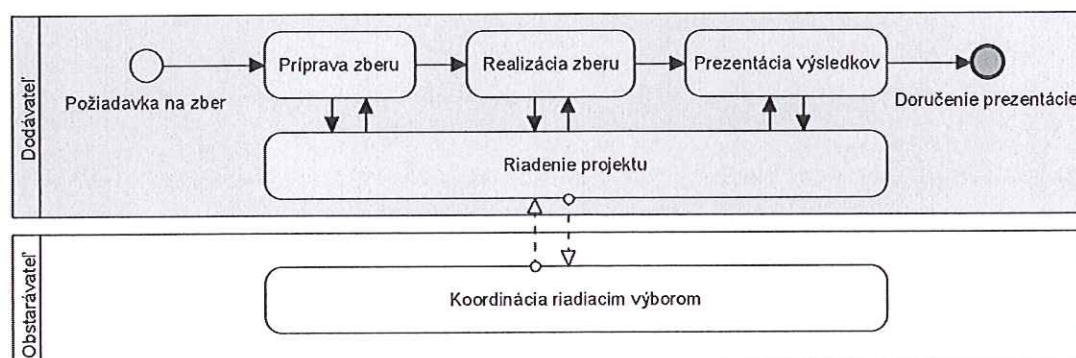 Dodávateľ
Príprava zberu
Realizácia zberu
Prezentácia výsledkov
Požiadavka na zber
Doručenie prezentácie
Riadenie projektu
Obstarávateľ
Koordinácia riadiacim výborom